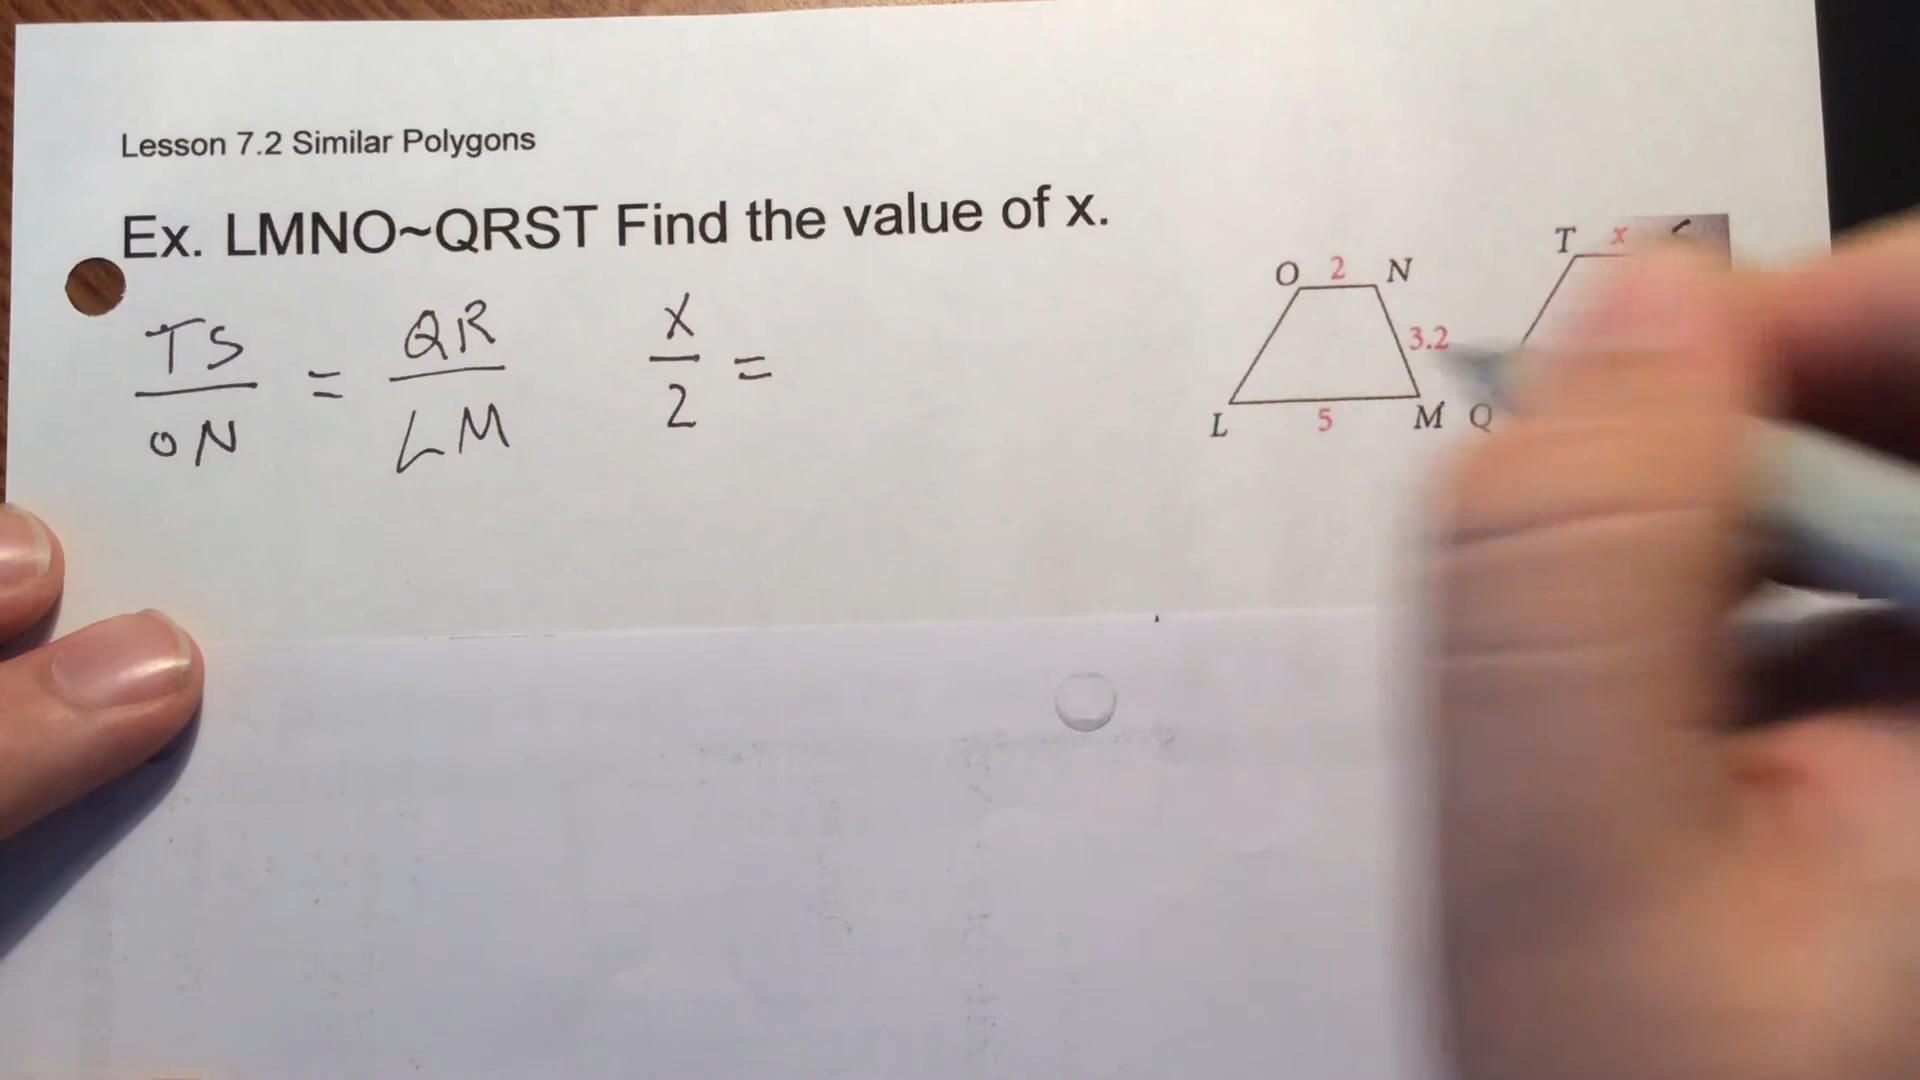 Lesson 7.2 Similar Polygons
Ex. LMNO~QRST Find the value of x.
TS/ON = QR/LM
x/2 =
O 2 N
3.2
L 5 M
T x
Q